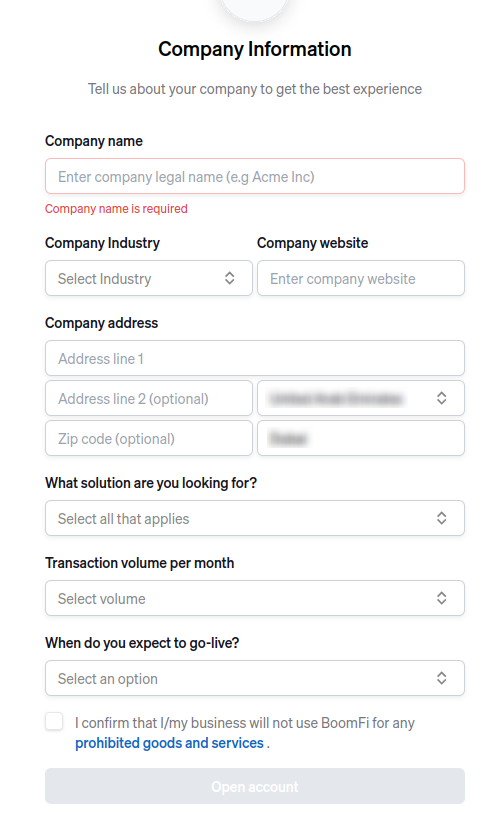 Company Information
Tell us about your company to get the best experience
Company name
Enter company legal name (e.g Acme Inc)
Company name is required
Company Industry
Company website
Select Industry
Enter company website
Company address
Address line 1
Address line 2 (optional)
Zip code (optional)
What solution are you looking for?
Select all that applies
Transaction volume per month
Select volume
When do you expect to go-live?
Select an option
I confirm that I/my business will not use BoomFi for any
prohibited goods and services .
Open account